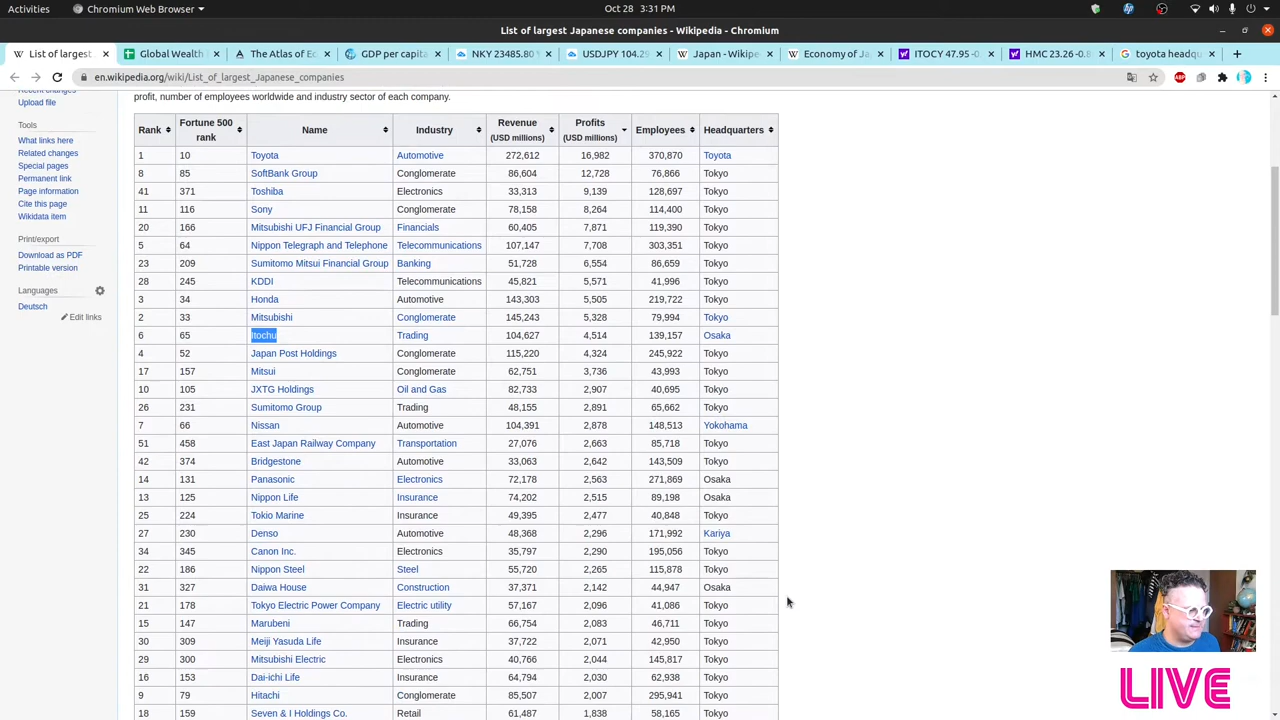 Activities Chromium Web Browser Oct 28 3:31 PM
List of largest Japanese companies - Wikipedia - Chromium
List of largest × Global Wealth × The Atlas of Ec × GDP per capita × NKY 23485.80 × USDJPY 104.29 × Japan - Wikipe × Economy of Ja × ITOCY 47.95 -0 × HMC 23.26 -0.8 × toyota headqu × +
en.wikipedia.org/wiki/List_of_largest_Japanese_companies
Recent changes
Upload file
Tools
What links here
Related changes
Special pages
Permanent link
Page information
Cite this page
Wikidata item
Print/export
Download as PDF
Printable version
Languages
Deutsch
Edit links
profit, number of employees worldwide and industry sector of each company.
Rank Fortune 500 rank Name Industry Revenue (USD millions) Profits (USD millions) Employees Headquarters
1 10 Toyota Automotive 272,612 16,982 370,870 Toyota
8 85 SoftBank Group Conglomerate 86,604 12,728 76,866 Tokyo
41 371 Toshiba Electronics 33,313 9,139 128,697 Tokyo
11 116 Sony Conglomerate 78,158 8,264 114,400 Tokyo
20 166 Mitsubishi UFJ Financial Group Financials 60,405 7,871 119,390 Tokyo
5 64 Nippon Telegraph and Telephone Telecommunications 107,147 7,708 303,351 Tokyo
23 209 Sumitomo Mitsui Financial Group Banking 51,728 6,554 86,659 Tokyo
28 245 KDDI Telecommunications 45,821 5,571 41,996 Tokyo
3 34 Honda Automotive 143,303 5,505 219,722 Tokyo
2 33 Mitsubishi Conglomerate 145,243 5,328 79,994 Tokyo
6 65 Itochu Trading 104,627 4,514 139,157 Osaka
4 52 Japan Post Holdings Conglomerate 115,220 4,324 245,922 Tokyo
17 157 Mitsui Conglomerate 62,751 3,736 43,993 Tokyo
10 105 JXTG Holdings Oil and Gas 82,733 2,907 40,695 Tokyo
26 231 Sumitomo Group Trading 48,155 2,891 65,662 Tokyo
7 66 Nissan Automotive 104,391 2,878 148,513 Yokohama
51 458 East Japan Railway Company Transportation 27,076 2,663 85,718 Tokyo
42 374 Bridgestone Automotive 33,063 2,642 143,509 Tokyo
14 131 Panasonic Electronics 72,178 2,563 271,869 Osaka
13 125 Nippon Life Insurance 74,202 2,515 89,198 Osaka
25 224 Tokio Marine Insurance 49,395 2,477 40,848 Tokyo
27 230 Denso Automotive 48,368 2,296 171,992 Kariya
34 345 Canon Inc. Electronics 35,797 2,290 195,056 Tokyo
22 186 Nippon Steel Steel 55,720 2,265 115,878 Tokyo
31 327 Daiwa House Construction 37,371 2,142 44,947 Osaka
21 178 Tokyo Electric Power Company Electric utility 57,167 2,096 41,086 Tokyo
15 147 Marubeni Trading 66,754 2,083 46,711 Tokyo
30 309 Meiji Yasuda Life Insurance 37,722 2,071 42,950 Tokyo
29 300 Mitsubishi Electric Electronics 40,766 2,044 145,817 Tokyo
16 153 Dai-ichi Life Insurance 64,794 2,030 62,938 Tokyo
9 79 Hitachi Conglomerate 85,507 2,007 295,941 Tokyo
18 159 Seven & I Holdings Co. Retail 61,487 1,838 58,165 Tokyo
LIVE